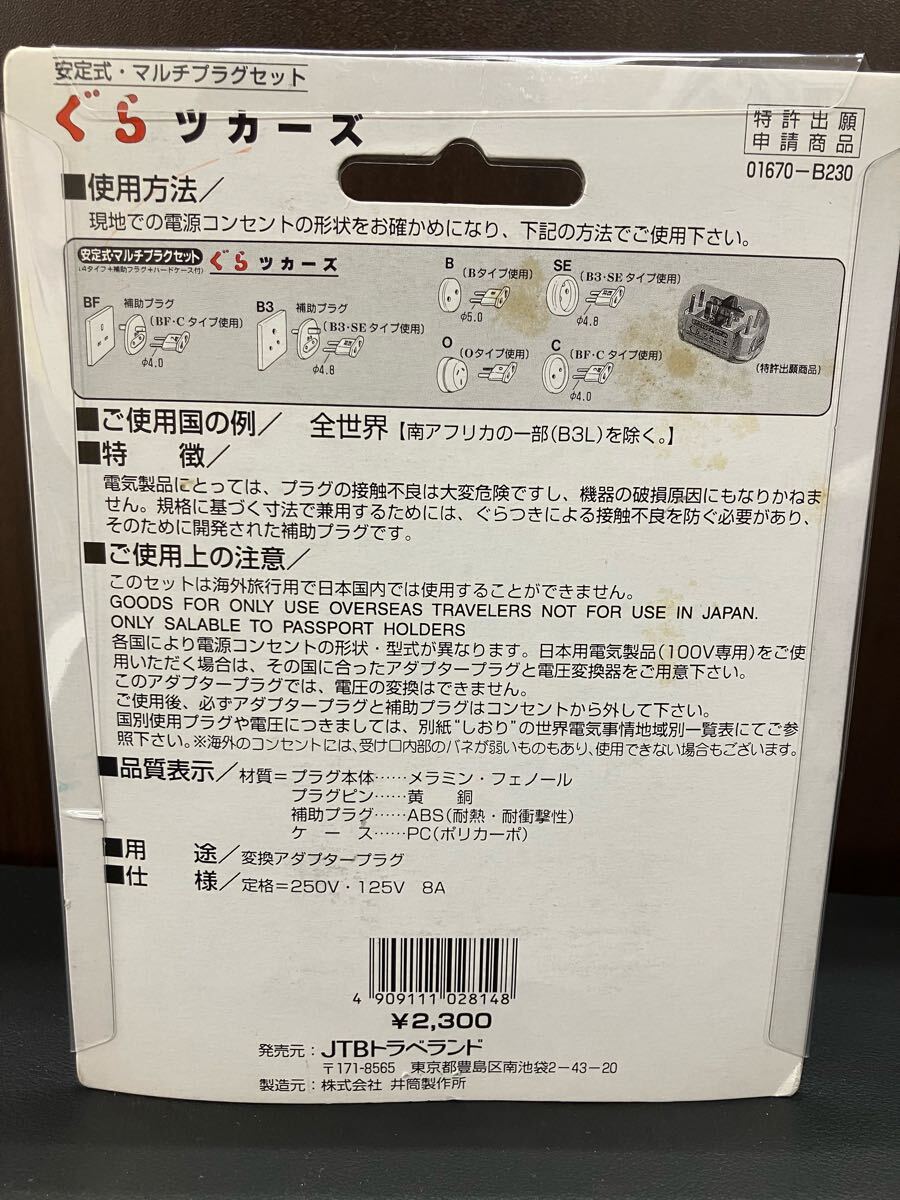 安定式・マルチプラグセット
ぐら ツカーズ
特許出願
申請商品
01670-B230
■使用方法／
現地での電源コンセントの形状をお確かめになり、下記の方法でご使用下さい。
安定式・マルチプラグセット ぐら ツカーズ
(4タイプ+補助プラグ+ハードケース付)
BF 補助プラグ
(BF・Cタイプ使用)
φ4.0
B3 補助プラグ
(B3・SEタイプ使用)
φ4.8
B (Bタイプ使用)
φ5.0
SE (B3・SEタイプ使用)
φ4.8
O (Oタイプ使用)
C (BF・Cタイプ使用)
φ4.0
(特許出願商品)
■ご使用国の例／ 全世界【南アフリカの一部(B3L)を除く。】
■特 徴／
電気製品にとっては、プラグの接触不良は大変危険ですし、機器の破損原因にもなりかねま
せん。規格に基づく寸法で兼用するためには、ぐらつきによる接触不良を防ぐ必要があり、
そのために開発された補助プラグです。
■ご使用上の注意／
このセットは海外旅行用で日本国内では使用することができません。
GOODS FOR ONLY USE OVERSEAS TRAVELERS NOT FOR USE IN JAPAN.
ONLY SALABLE TO PASSPORT HOLDERS
各国により電源コンセントの形状・型式が異なります。日本用電気製品(100V専用)をご使
用いただく場合は、その国に合ったアダプタープラグと電圧変換器をご用意下さい。
このアダプタープラグでは、電圧の変換はできません。
ご使用後、必ずアダプタープラグと補助プラグはコンセントから外して下さい。
国別使用プラグや電圧につきましては、別紙“しおり”の世界電気事情地域別一覧表にてご参
照下さい。※海外のコンセントには、受け口内部のバネが弱いものもあり、使用できない場合もございます。
■品質表示／材質＝プラグ本体……メラミン・フェノール
プラグピン……黄 銅
補助プラグ……ABS(耐熱・耐衝撃性)
ケ ー ス……PC(ポリカーボ)
■用 途／変換アダプタープラグ
■仕 様／定格＝250V・125V 8A
4 909111 028148
¥2,300
発売元：JTBトラベランド
〒171-8565 東京都豊島区南池袋2-43-20
製造元：株式会社 井筒製作所